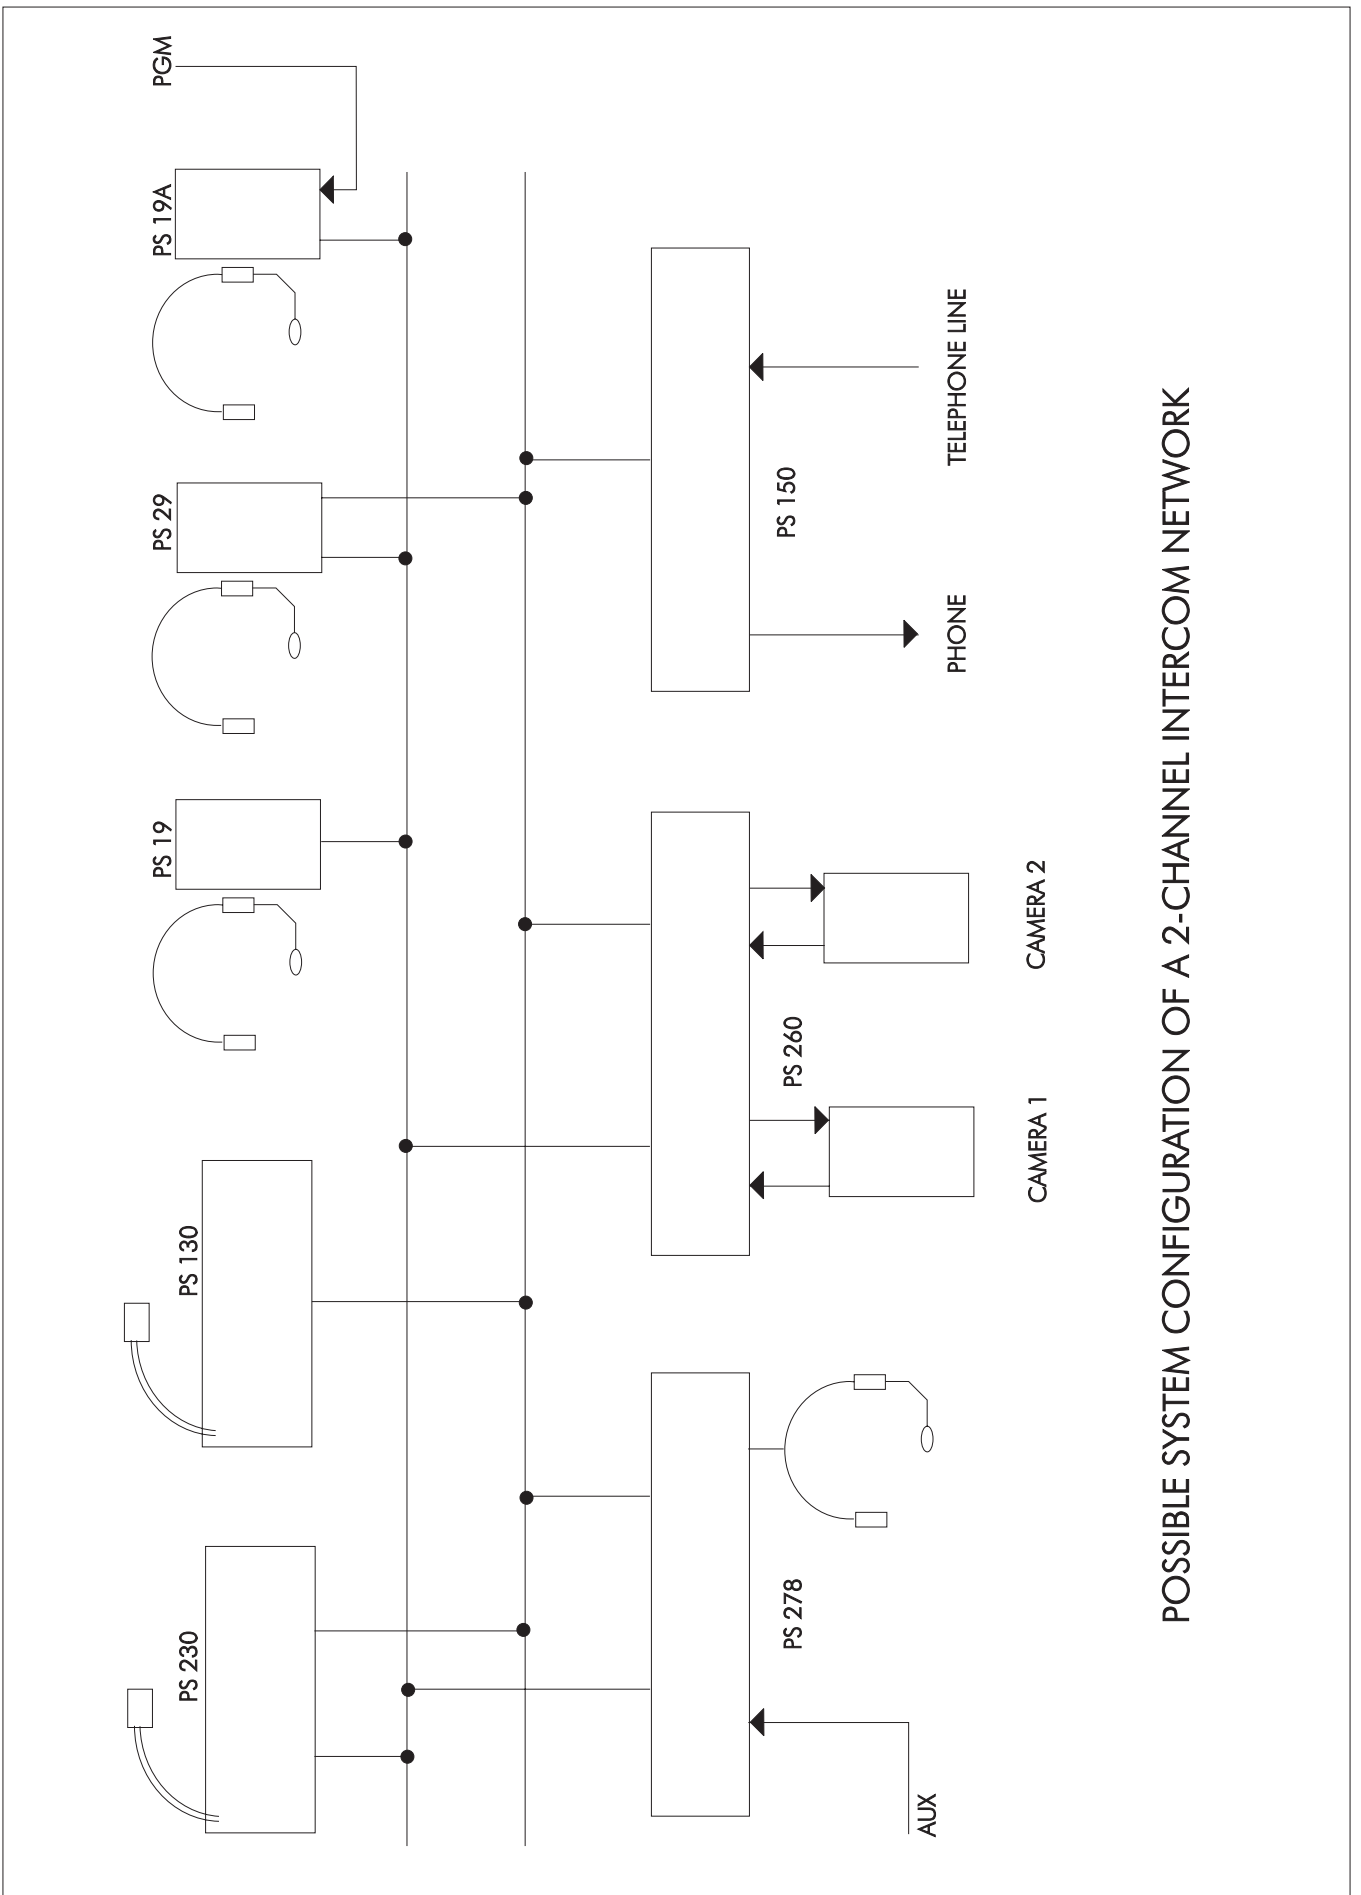 PS 230
PS 130
PS 19
PS 29
PS 19A
PGM
PS 278
PS 260
PS 150
AUX
PHONE
TELEPHONE LINE
CAMERA 1
CAMERA 2
POSSIBLE SYSTEM CONFIGURATION OF A 2-CHANNEL INTERCOM NETWORK